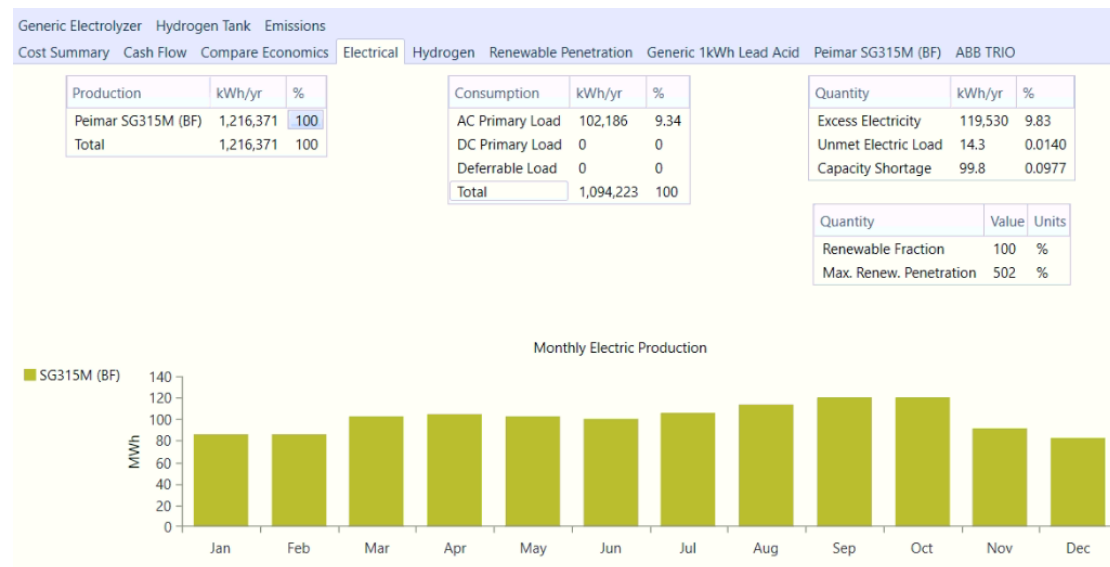 Generic Electrolyzer Hydrogen Tank Emissions
Cost Summary Cash Flow Compare Economics Electrical Hydrogen Renewable Penetration Generic 1kWh Lead Acid Peimar SG315M (BF) ABB TRIO
Production kWh/yr %
Peimar SG315M (BF) 1,216,371 100
Total 1,216,371 100
Consumption kWh/yr %
AC Primary Load 102,186 9.34
DC Primary Load 0 0
Deferrable Load 0 0
Total 1,094,223 100
Quantity kWh/yr %
Excess Electricity 119,530 9.83
Unmet Electric Load 14.3 0.0140
Capacity Shortage 99.8 0.0977
Quantity Value Units
Renewable Fraction 100 %
Max. Renew. Penetration 502 %
Monthly Electric Production
SG315M (BF)
MWh
140
120
100
80
60
40
20
0
Jan Feb Mar Apr May Jun Jul Aug Sep Oct Nov Dec